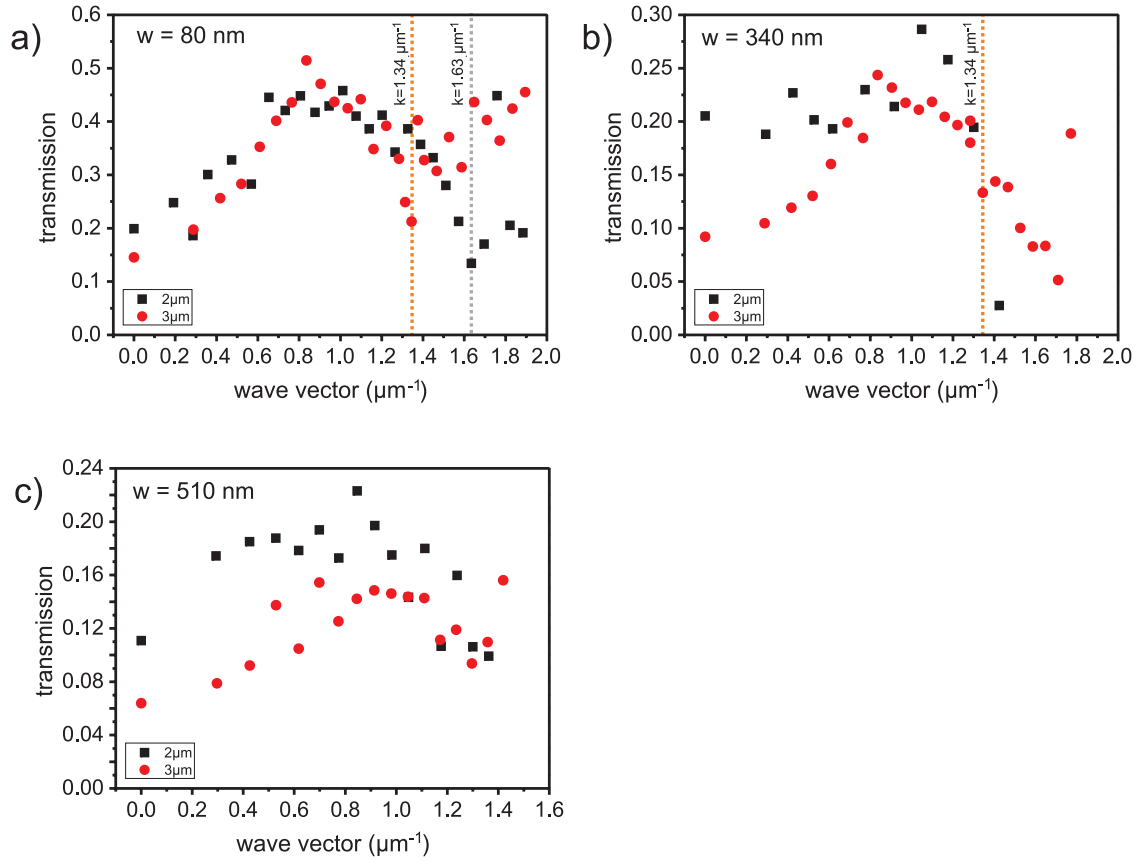 a)
w = 80 nm
0.6
0.5
0.4
0.3
0.2
0.1
0.0
transmission
k=1.34 µm⁻¹
k=1.63 µm⁻¹
2µm
3µm
0.0 0.2 0.4 0.6 0.8 1.0 1.2 1.4 1.6 1.8 2.0
wave vector (µm⁻¹)
b)
w = 340 nm
0.30
0.25
0.20
0.15
0.10
0.05
0.00
transmission
k=1.34 µm⁻¹
2µm
3µm
0.0 0.2 0.4 0.6 0.8 1.0 1.2 1.4 1.6 1.8 2.0
wave vector (µm⁻¹)
c)
w = 510 nm
0.24
0.20
0.16
0.12
0.08
0.04
0.00
transmission
2µm
3µm
0.0 0.2 0.4 0.6 0.8 1.0 1.2 1.4 1.6
wave vector (µm⁻¹)